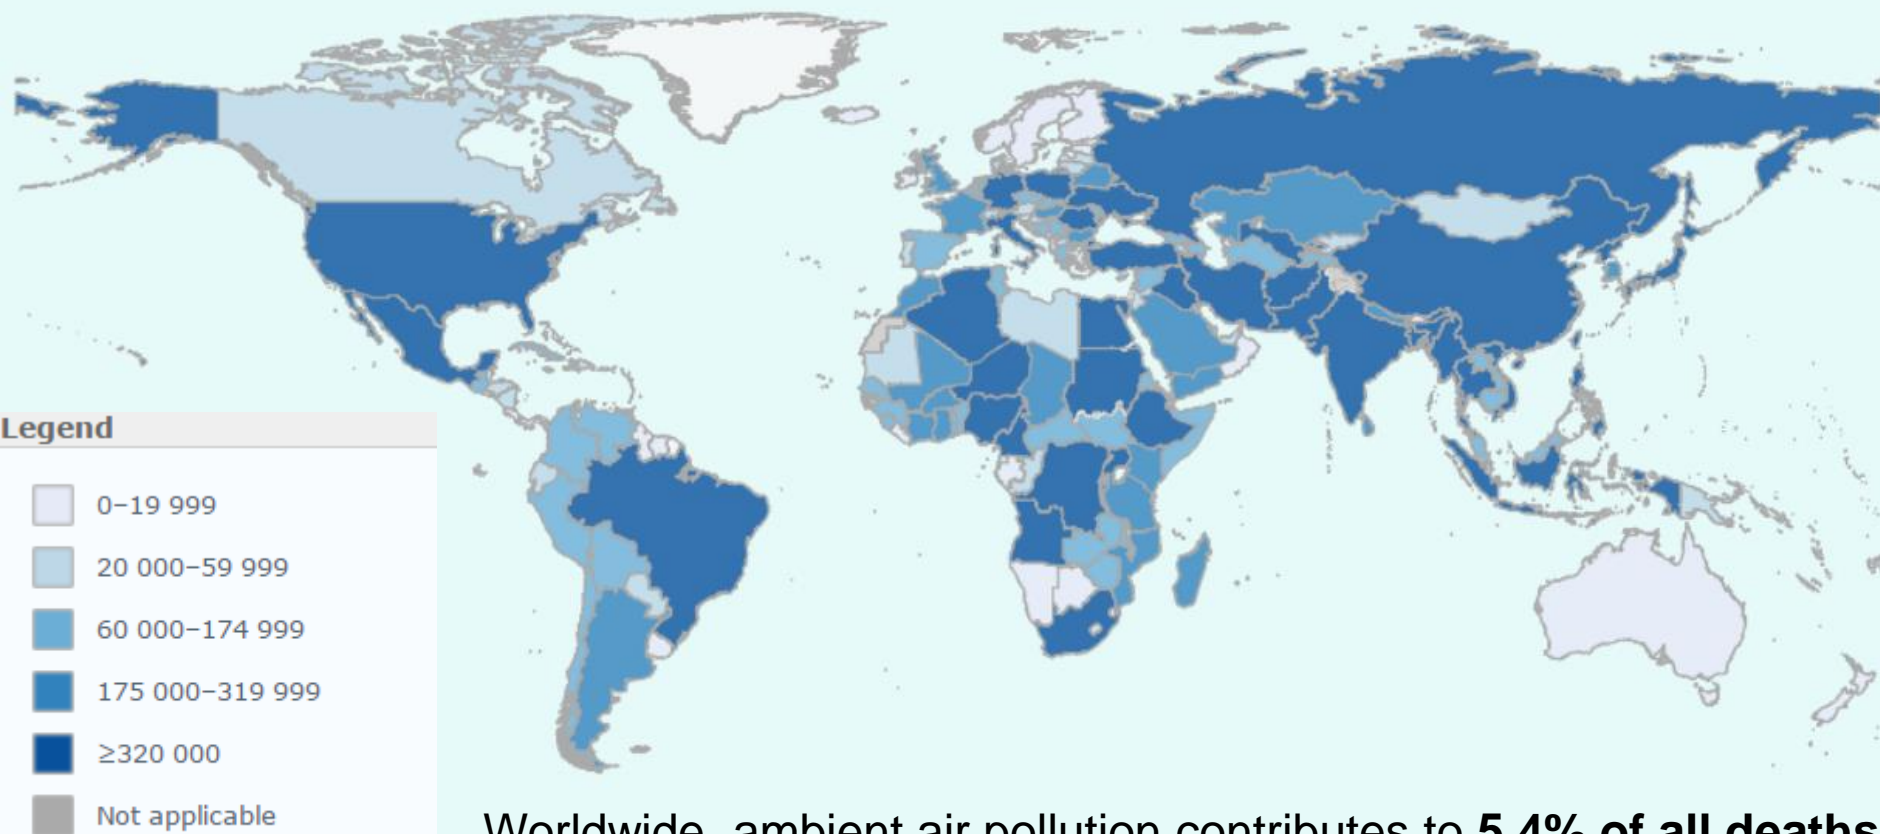 Legend
0–19 999
20 000–59 999
60 000–174 999
175 000–319 999
≥320 000
Not applicable
Worldwide, ambient air pollution contributes to 5.4% of all deaths